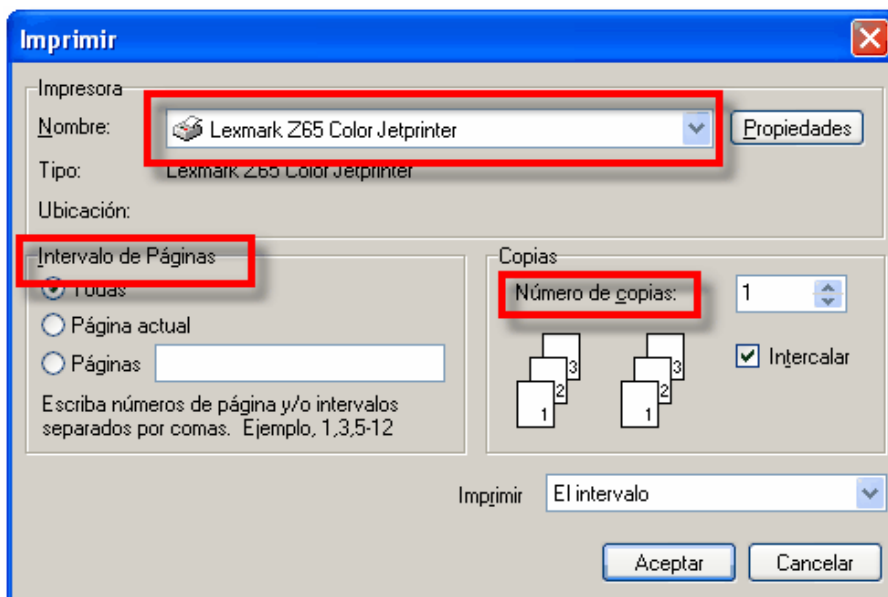 Imprimir
Impresora
Nombre:
Lexmark Z65 Color Jetprinter
Propiedades
Tipo:
Lexmark Z65 Color Jetprinter
Ubicación:
Intervalo de Páginas
Todas
Página actual
Páginas
Escriba números de página y/o intervalos
separados por comas. Ejemplo, 1,3,5-12
Copias
Número de copias:
1
Intercalar
3
2
1
3
2
1
Imprimir
El intervalo
Aceptar
Cancelar